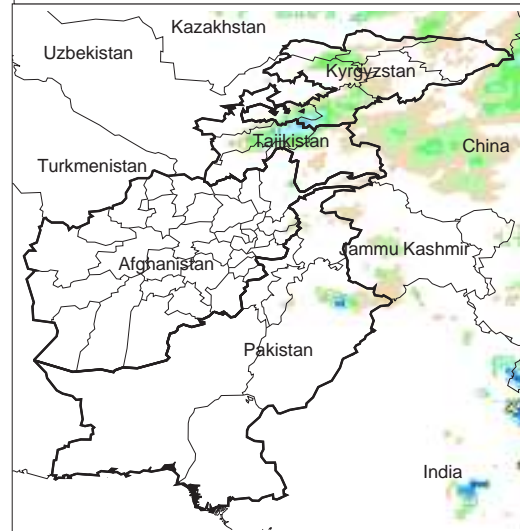 Kazakhstan
Uzbekistan
Kyrgyzstan
Tajikistan
China
Turkmenistan
Jammu Kashmir
Afghanistan
Pakistan
India